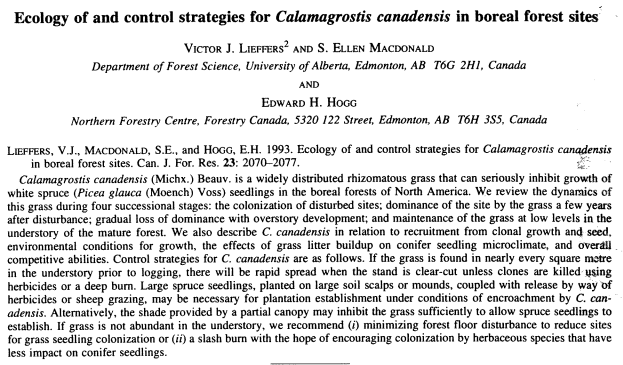 Ecology of and control strategies for Calamagrostis canadensis in boreal forest sites
VICTOR J. LIEFFERS² AND S. ELLEN MACDONALD
Department of Forest Science, University of Alberta, Edmonton, AB T6G 2H1, Canada
AND
EDWARD H. HOGG
Northern Forestry Centre, Forestry Canada, 5320 122 Street, Edmonton, AB T6H 3S5, Canada
LIEFFERS, V.J., MACDONALD, S.E., and HOGG, E.H. 1993. Ecology of and control strategies for Calamagrostis canadensis
in boreal forest sites. Can. J. For. Res. 23: 2070–2077.
Calamagrostis canadensis (Michx.) Beauv. is a widely distributed rhizomatous grass that can seriously inhibit growth of
white spruce (Picea glauca (Moench) Voss) seedlings in the boreal forests of North America. We review the dynamics of
this grass during four successional stages: the colonization of disturbed sites; dominance of the site by the grass a few years
after disturbance; gradual loss of dominance with overstory development; and maintenance of the grass at low levels in the
understory of the mature forest. We also describe C. canadensis in relation to recruitment from clonal growth and seed,
environmental conditions for growth, the effects of grass litter buildup on conifer seedling microclimate, and overall
competitive abilities. Control strategies for C. canadensis are as follows. If the grass is found in nearly every square metre
in the understory prior to logging, there will be rapid spread when the stand is clear-cut unless clones are killed using
herbicides or a deep burn. Large spruce seedlings, planted on large soil scalps or mounds, coupled with release by way of
herbicides or sheep grazing, may be necessary for plantation establishment under conditions of encroachment by C. can-
adensis. Alternatively, the shade provided by a partial canopy may inhibit the grass sufficiently to allow spruce seedlings to
establish. If grass is not abundant in the understory, we recommend (i) minimizing forest floor disturbance to reduce sites
for grass seedling colonization or (ii) a slash burn with the hope of encouraging colonization by herbaceous species that have
less impact on conifer seedlings.